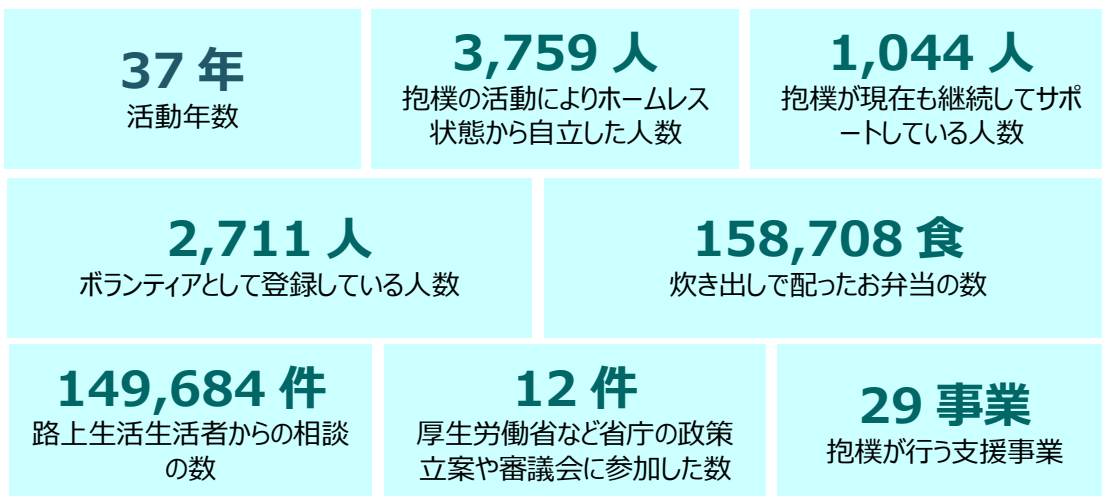 37 年
活動年数
3,759 人
抱樸の活動によりホームレス
状態から自立した人数
1,044 人
抱樸が現在も継続してサポ
ートしている人数
2,711 人
ボランティアとして登録している人数
158,708 食
炊き出しで配ったお弁当の数
149,684 件
路上生活生活者からの相談
の数
12 件
厚生労働省など省庁の政策
立案や審議会に参加した数
29 事業
抱樸が行う支援事業